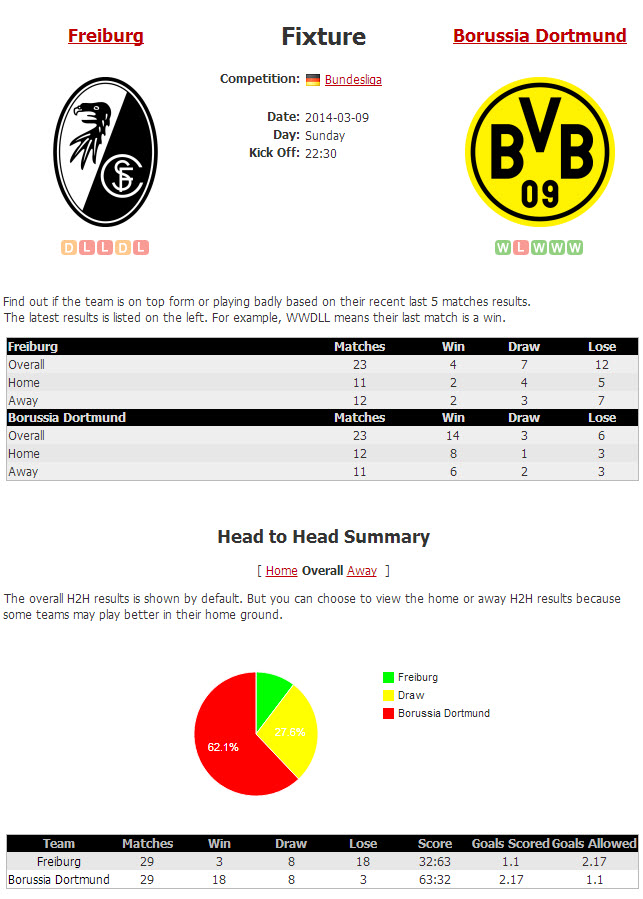 Freiburg Fixture Borussia Dortmund
Competition: Bundesliga
Date: 2014-03-09
Day: Sunday
Kick Off: 22:30
SCF
BVB
09
D L L D L
W L W W W
Find out if the team is on top form or playing badly based on their recent last 5 matches results.
The latest results is listed on the left. For example, WWDLL means their last match is a win.
Freiburg Matches Win Draw Lose
Overall 23 4 7 12
Home 11 2 4 5
Away 12 2 3 7
Borussia Dortmund Matches Win Draw Lose
Overall 23 14 3 6
Home 12 8 1 3
Away 11 6 2 3
Head to Head Summary
[ Home Overall Away ]
The overall H2H results is shown by default. But you can choose to view the home or away H2H results because
some teams may play better in their home ground.
Freiburg
Draw
Borussia Dortmund
27.6%
62.1%
Team Matches Win Draw Lose Score Goals Scored Goals Allowed
Freiburg 29 3 8 18 32:63 1.1 2.17
Borussia Dortmund 29 18 8 3 63:32 2.17 1.1